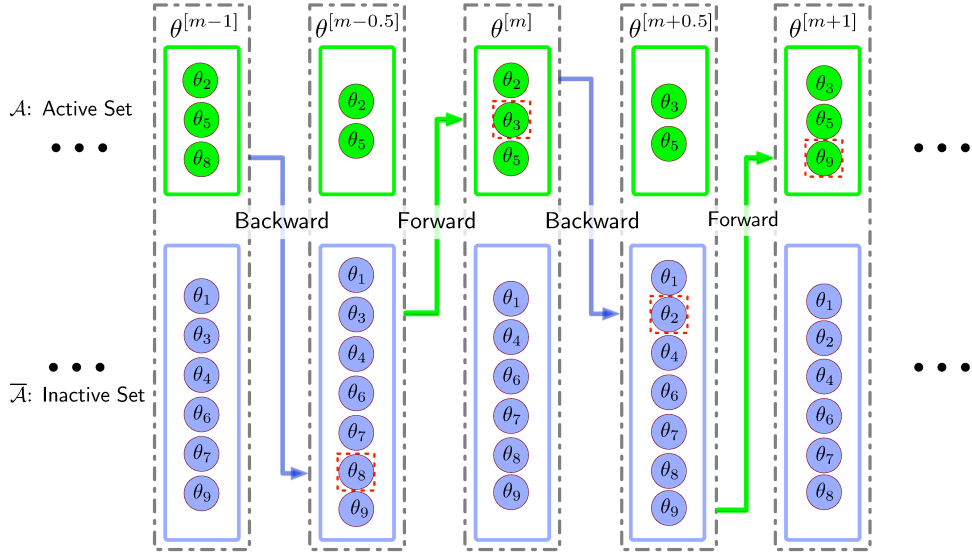 θ^[m−1] θ^[m−0.5] θ^[m] θ^[m+0.5] θ^[m+1]
𝒜: Active Set
θ₂ θ₅ θ₈
θ₂ θ₅
θ₂ θ₃ θ₅
θ₃ θ₅
θ₃ θ₅ θ₉
Backward Forward Backward Forward
𝒜̅: Inactive Set
θ₁ θ₃ θ₄ θ₆ θ₇ θ₉
θ₁ θ₃ θ₄ θ₆ θ₇ θ₈ θ₉
θ₁ θ₄ θ₆ θ₇ θ₈ θ₉
θ₁ θ₂ θ₄ θ₆ θ₇ θ₈ θ₉
θ₁ θ₂ θ₄ θ₆ θ₇ θ₈